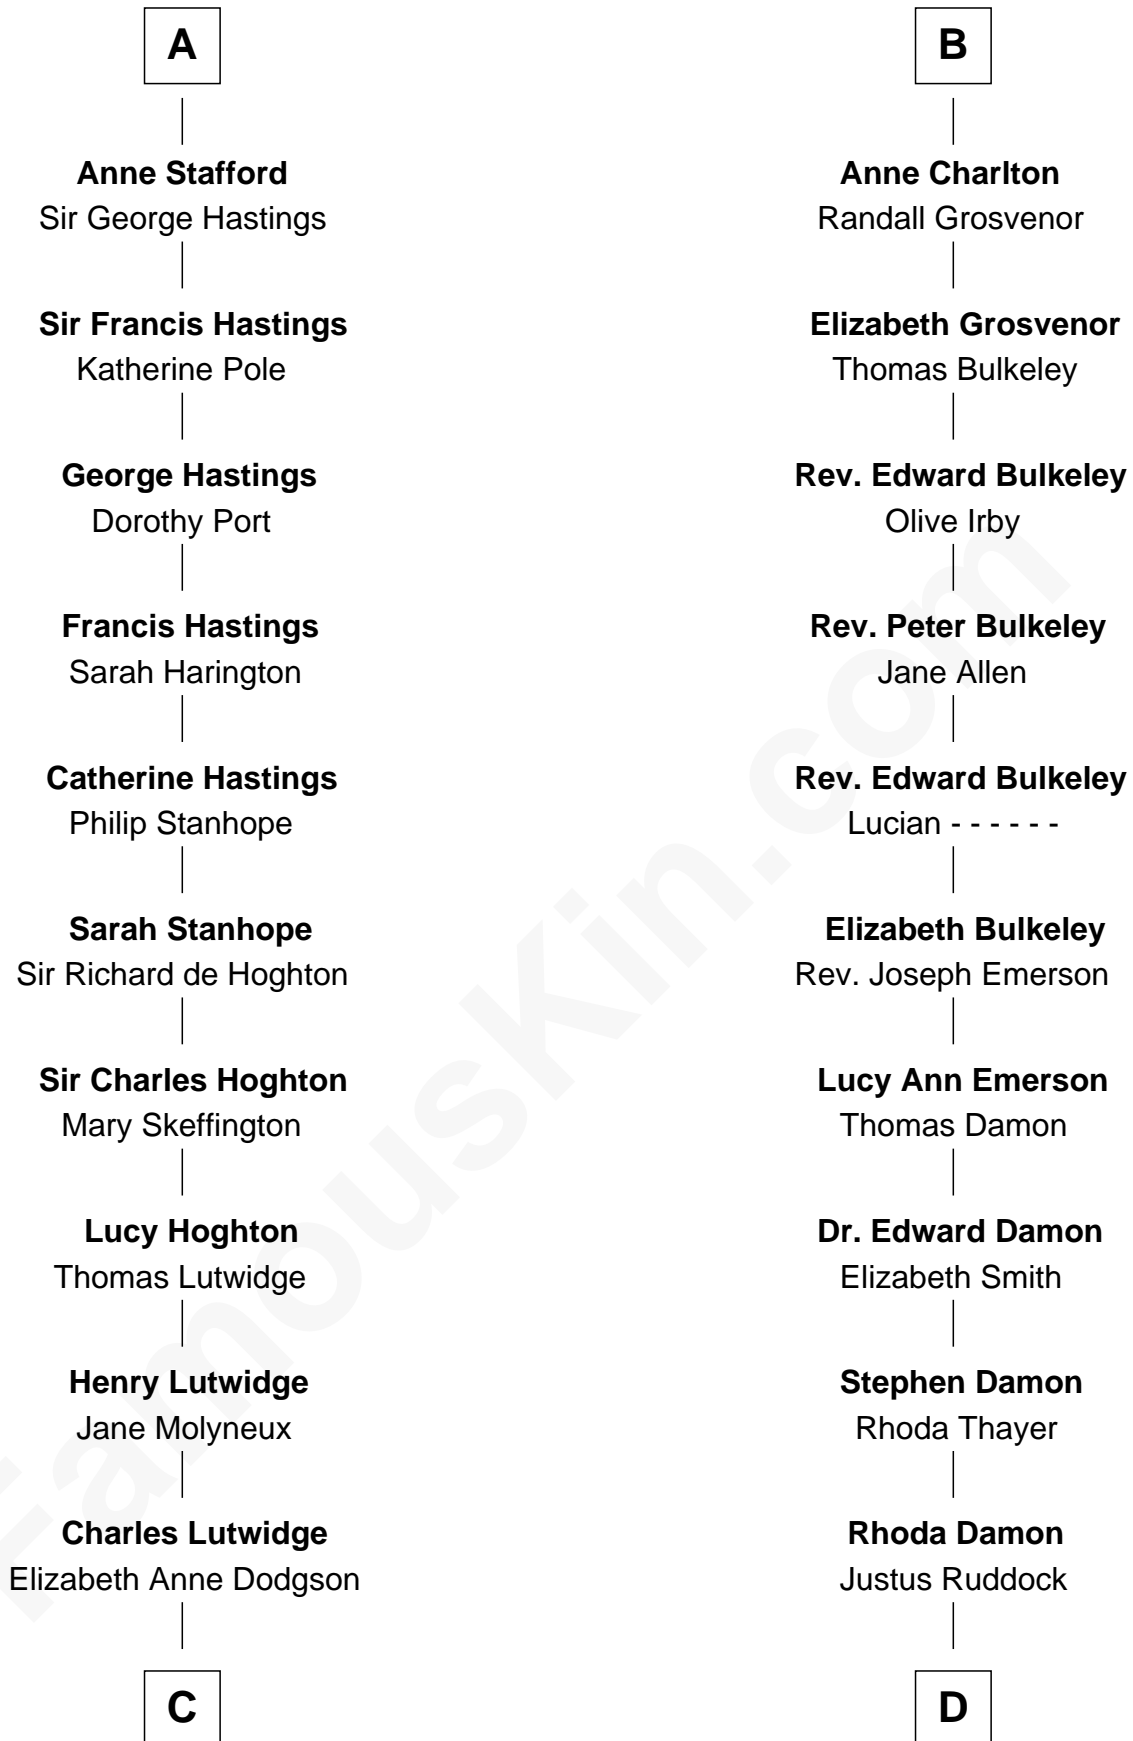 A
Anne Stafford
Sir George Hastings
Sir Francis Hastings
Katherine Pole
George Hastings
Dorothy Port
Francis Hastings
Sarah Harington
Catherine Hastings
Philip Stanhope
Sarah Stanhope
Sir Richard de Hoghton
Sir Charles Hoghton
Mary Skeffington
Lucy Hoghton
Thomas Lutwidge
Henry Lutwidge
Jane Molyneux
Charles Lutwidge
Elizabeth Anne Dodgson
C
B
Anne Charlton
Randall Grosvenor
Elizabeth Grosvenor
Thomas Bulkeley
Rev. Edward Bulkeley
Olive Irby
Rev. Peter Bulkeley
Jane Allen
Rev. Edward Bulkeley
Lucian - - - - - -
Elizabeth Bulkeley
Rev. Joseph Emerson
Lucy Ann Emerson
Thomas Damon
Dr. Edward Damon
Elizabeth Smith
Stephen Damon
Rhoda Thayer
Rhoda Damon
Justus Ruddock
D
FamousKin.com